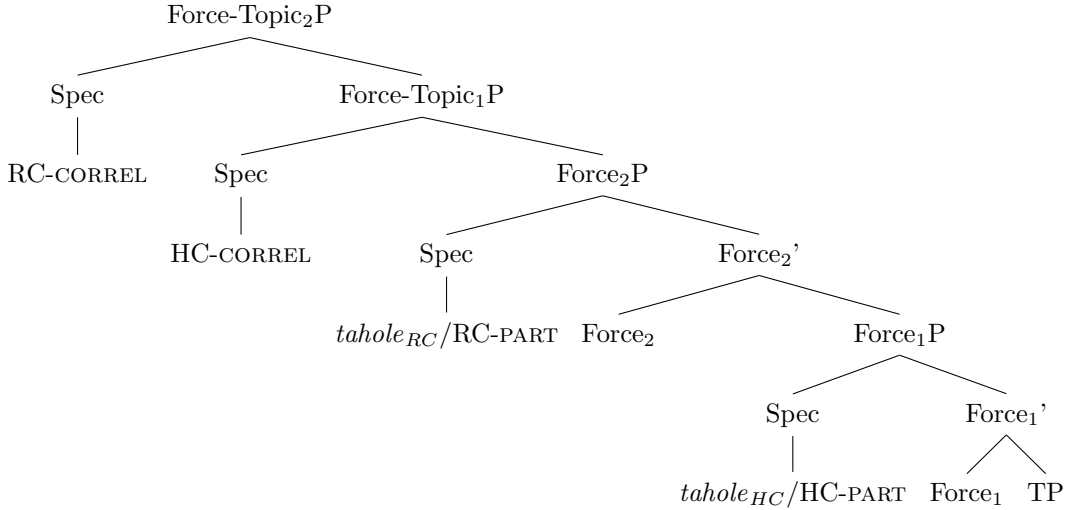 Force-Topic₂P
Spec Force-Topic₁P
RC-CORREL Spec Force₂P
HC-CORREL Spec Force₂’
tahole_RC/RC-PART Force₂ Force₁P
Spec Force₁’
tahole_HC/HC-PART Force₁ TP